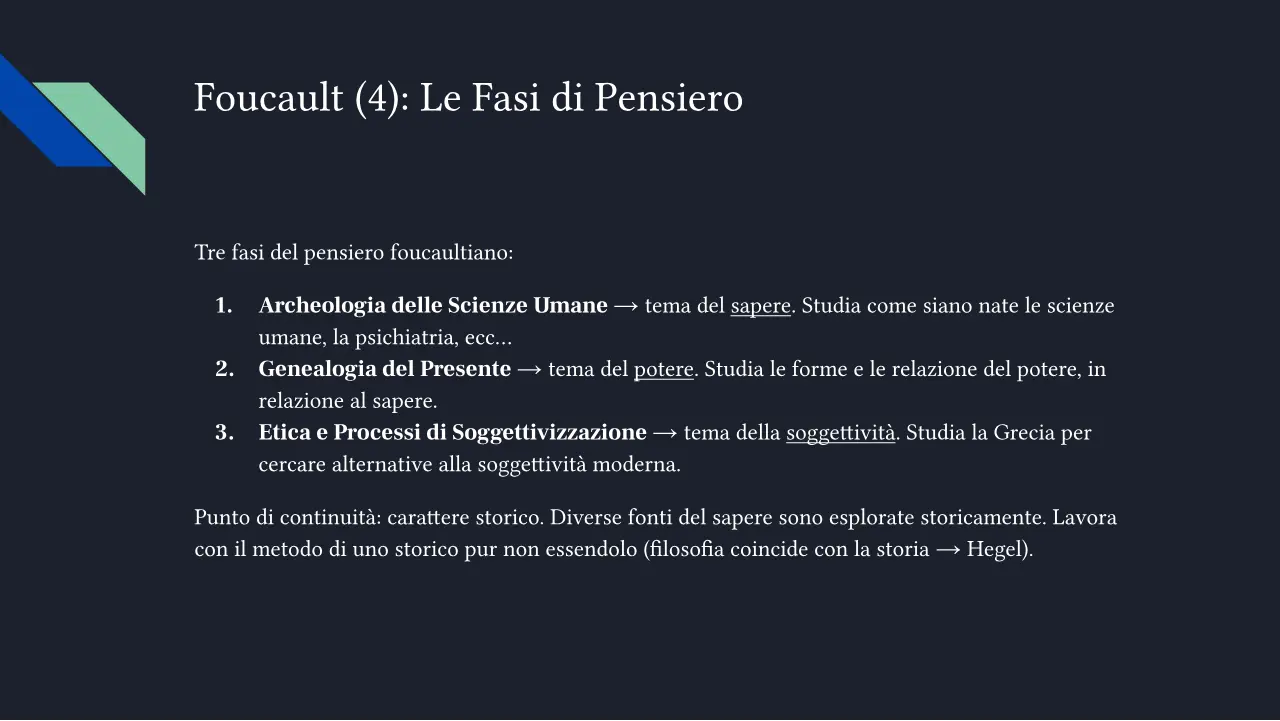 Foucault (4): Le Fasi di Pensiero
Tre fasi del pensiero foucaultiano:
1. Archeologia delle Scienze Umane → tema del sapere. Studia come siano nate le scienze
umane, la psichiatria, ecc…
2. Genealogia del Presente → tema del potere. Studia le forme e le relazione del potere, in
relazione al sapere.
3. Etica e Processi di Soggettivizzazione → tema della soggettività. Studia la Grecia per
cercare alternative alla soggettività moderna.
Punto di continuità: carattere storico. Diverse fonti del sapere sono esplorate storicamente. Lavora
con il metodo di uno storico pur non essendolo (filosofia coincide con la storia → Hegel).